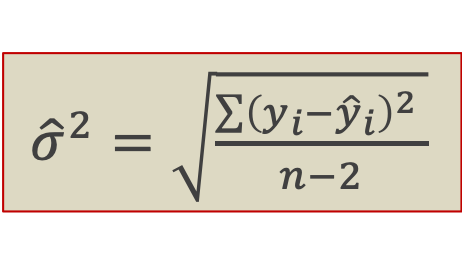 σ̂² = √(∑(yᵢ−ŷᵢ)² / n−2)